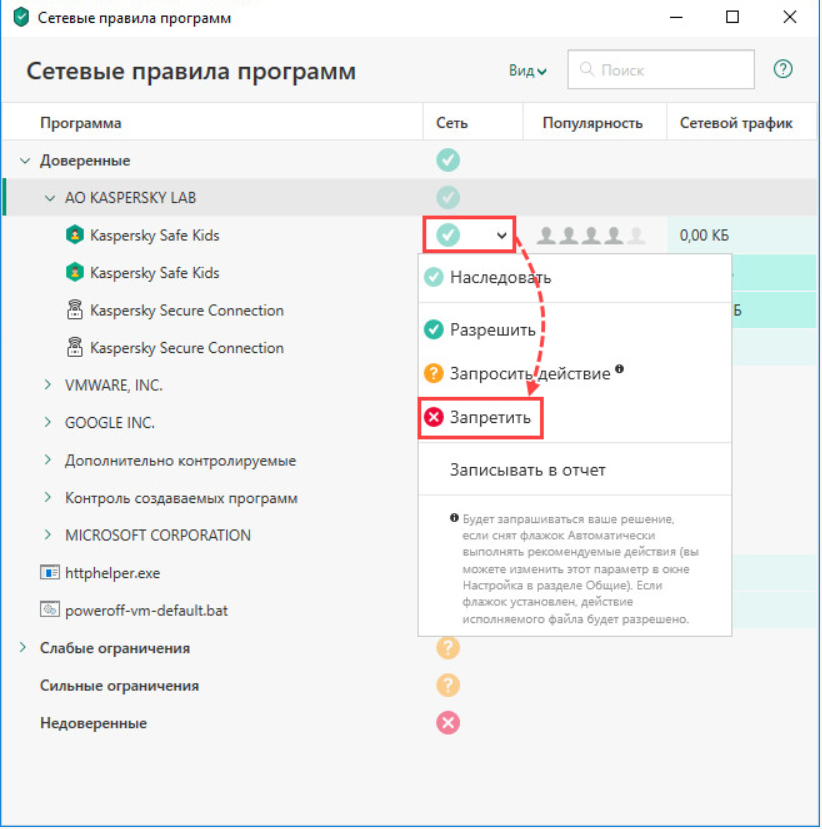 Сетевые правила программ
Сетевые правила программ
Вид
Поиск
Программа
Сеть
Популярность
Сетевой трафик
Доверенные
АО KASPERSKY LAB
Kaspersky Safe Kids
0,00 КБ
Kaspersky Safe Kids
Kaspersky Secure Connection
Б
Kaspersky Secure Connection
VMWARE, INC.
GOOGLE INC.
Дополнительно контролируемые
Контроль создаваемых программ
MICROSOFT CORPORATION
httphelper.exe
poweroff-vm-default.bat
Слабые ограничения
Сильные ограничения
Недоверенные
Наследовать
Разрешить
Запросить действие
Запретить
Записывать в отчет
Будет запрашиваться ваше решение,
если снят флажок Автоматически
выполнять рекомендуемые действия (вы
можете изменить этот параметр в окне
Настройка в разделе Общие). Если
флажок установлен, действие
исполняемого файла будет разрешено.